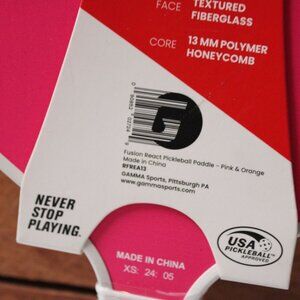 FACE TEXTURED
FIBERGLASS
CORE 13 MM POLYMER
HONEYCOMB
Fusion React Pickleball Paddle - Pink & Orange
Made in China
RFREA13
GAMMA Sports, Pittsburgh PA
www.gammasports.com
NEVER
STOP
PLAYING.
USA
PICKLEBALL™
APPROVED
MADE IN CHINA
XS: 24: 05